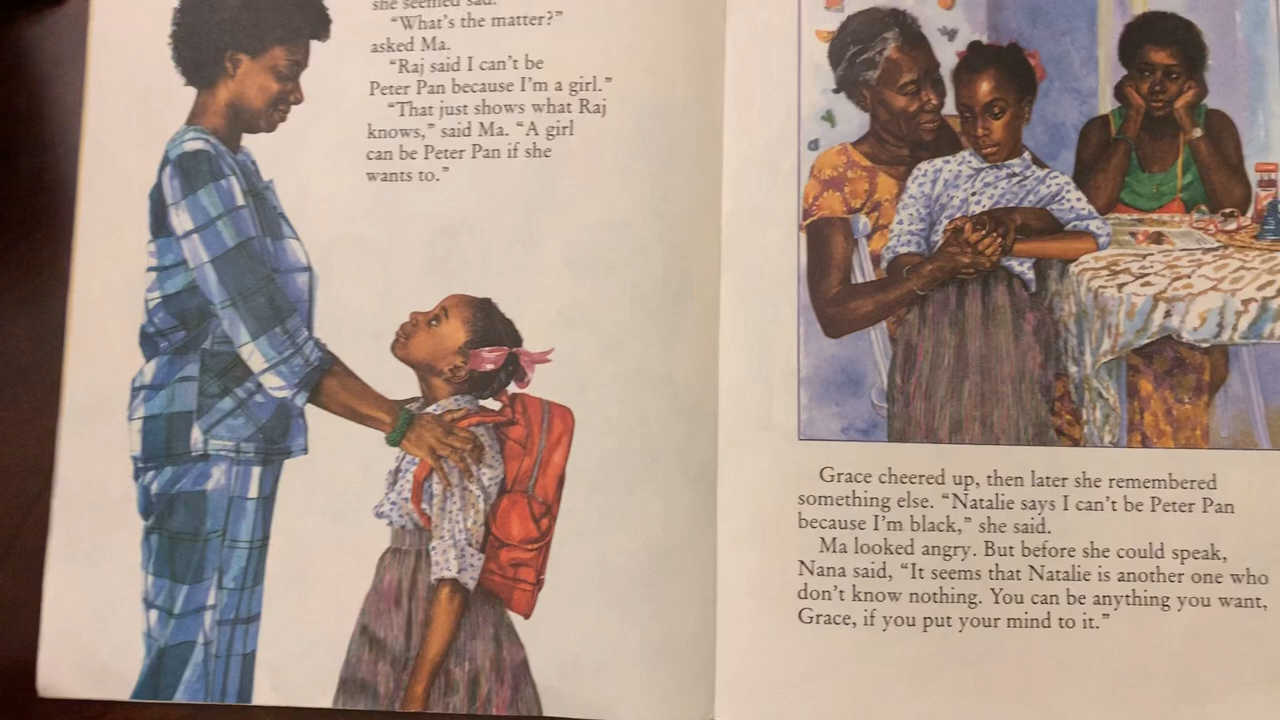 she seemed sad.
“What's the matter?”
asked Ma.
“Raj said I can't be
Peter Pan because I'm a girl.”
“That just shows what Raj
knows,” said Ma. “A girl
can be Peter Pan if she
wants to.”
Grace cheered up, then later she remembered
something else. “Natalie says I can't be Peter Pan
because I'm black,” she said.
Ma looked angry. But before she could speak,
Nana said, “It seems that Natalie is another one who
don't know nothing. You can be anything you want,
Grace, if you put your mind to it.”